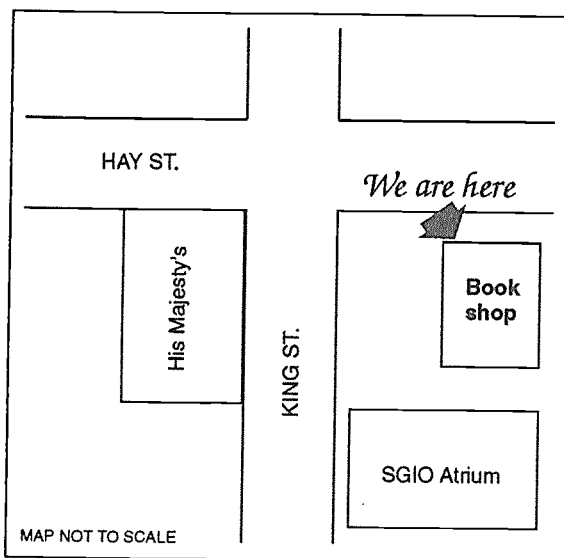 HAY ST.
We are here
His Majesty's
KING ST.
Book
shop
SGIO Atrium
MAP NOT TO SCALE